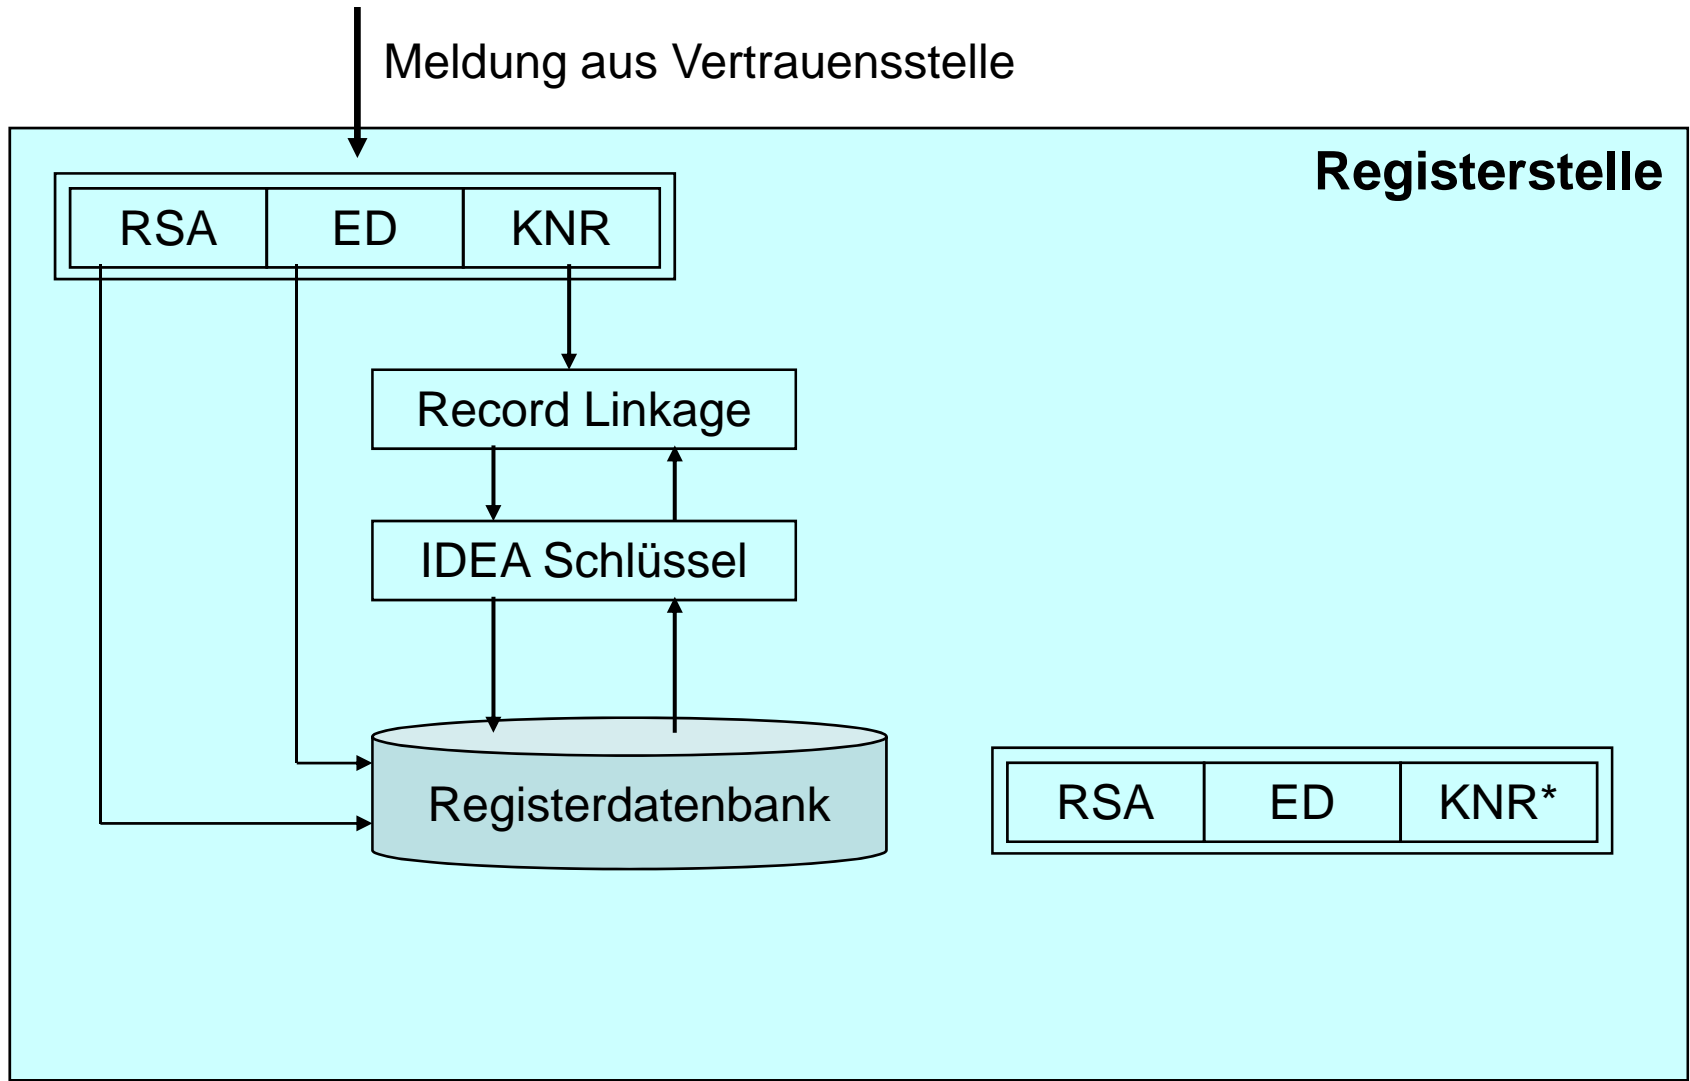 Meldung aus Vertrauensstelle
Registerstelle
RSA ED KNR
Record Linkage
IDEA Schlüssel
Registerdatenbank
RSA ED KNR*